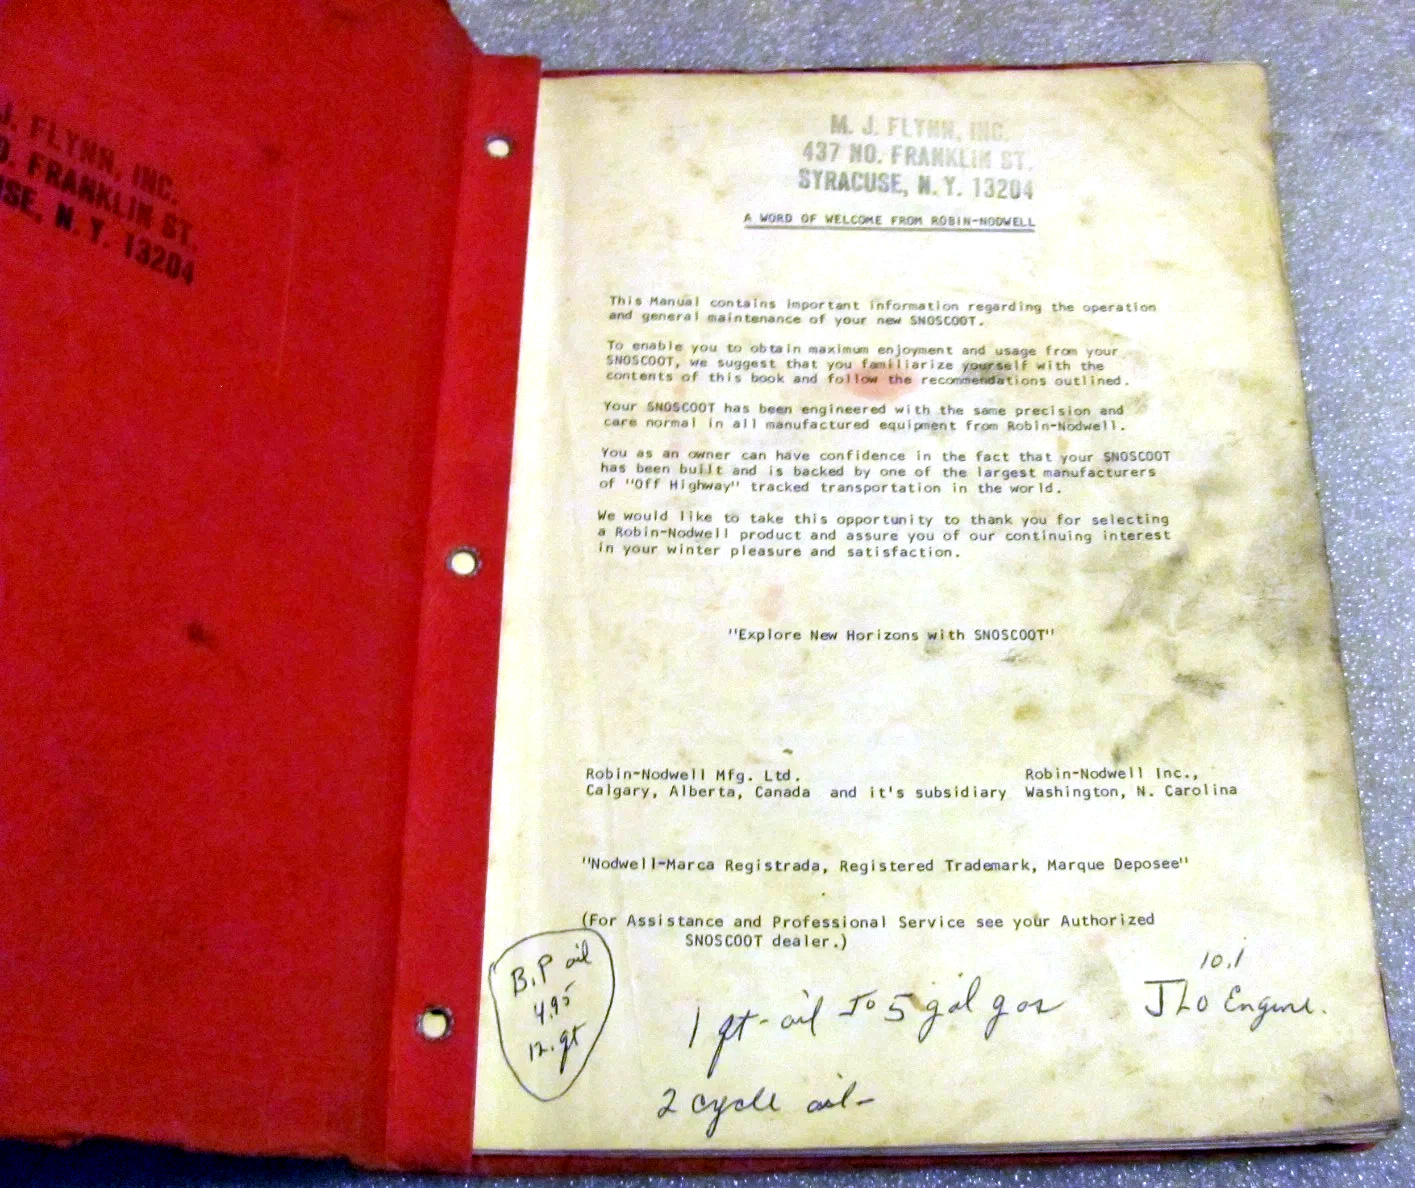 J. FLYNN, INC.
O. FRANKLIN ST.
SE, N. Y. 13204
M. J. FLYNN, INC.
437 NO. FRANKLIN ST.
SYRACUSE, N. Y. 13204
A WORD OF WELCOME FROM ROBIN-NODWELL
This Manual contains important information regarding the operation
and general maintenance of your new SNOSCOOT.
To enable you to obtain maximum enjoyment and usage from your
SNOSCOOT, we suggest that you familiarize yourself with the
contents of this book and follow the recommendations outlined.
Your SNOSCOOT has been engineered with the same precision and
care normal in all manufactured equipment from Robin-Nodwell.
You as an owner can have confidence in the fact that your SNOSCOOT
has been built and is backed by one of the largest manufacturers
of "Off Highway" tracked transportation in the world.
We would like to take this opportunity to thank you for selecting
a Robin-Nodwell product and assure you of our continuing interest
in your winter pleasure and satisfaction.
"Explore New Horizons with SNOSCOOT"
Robin-Nodwell Mfg. Ltd. Robin-Nodwell Inc.,
Calgary, Alberta, Canada and it's subsidiary Washington, N. Carolina
"Nodwell-Marca Registrada, Registered Trademark, Marque Deposee"
(For Assistance and Professional Service see your Authorized
SNOSCOOT dealer.)
B.P oil
4.95
12. qt
1 qt- oil To 5 gal gas
10.1
JLO Engine.
2 cycle oil-